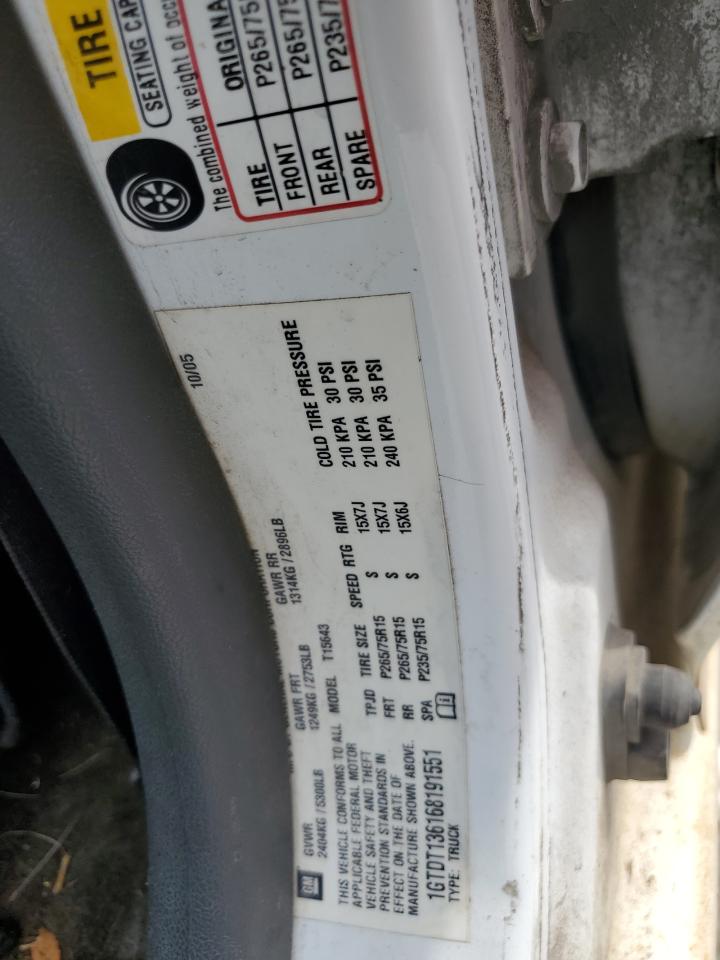 TIRE
SEATING CAP
The combined weight of occ
TIRE ORIGINA
FRONT P265/75
REAR P265/75
SPARE P235/7
10/05
GM
GVWR GAWR FRT GAWR RR
2404KG / 5300LB 1249KG / 2753LB 1314KG / 2896LB
THIS VEHICLE CONFORMS TO ALL
APPLICABLE FEDERAL MOTOR
VEHICLE SAFETY AND THEFT
PREVENTION STANDARDS IN
EFFECT ON THE DATE OF
MANUFACTURE SHOWN ABOVE.
MODEL T15643
COLD TIRE PRESSURE
TPJD TIRE SIZE SPEED RTG RIM
FRT P265/75R15 S 15X7J 210 KPA 30 PSI
RR P265/75R15 S 15X7J 210 KPA 30 PSI
SPA P235/75R15 S 15X6J 240 KPA 35 PSI
1GTDT136168191551
TYPE: TRUCK